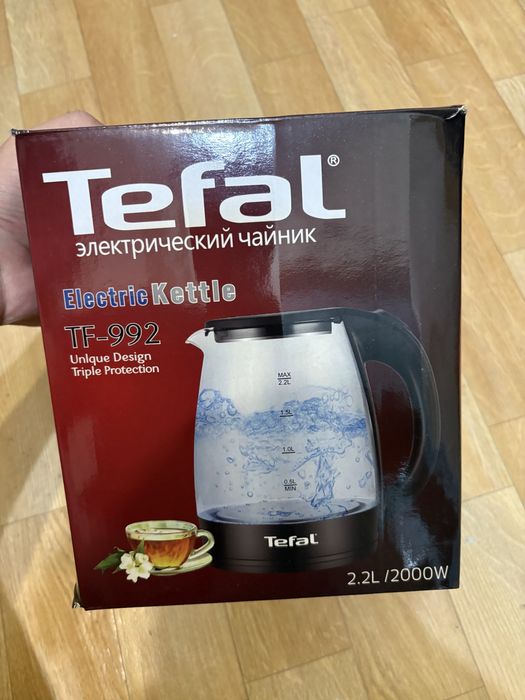 Tefal®
электрический чайник
Electric Kettle
TF-992
UnIque Design
Triple Protection
MAX
2.2L
1.5L
1.0L
0.5L
MIN
Tefal
2.2L/2000W